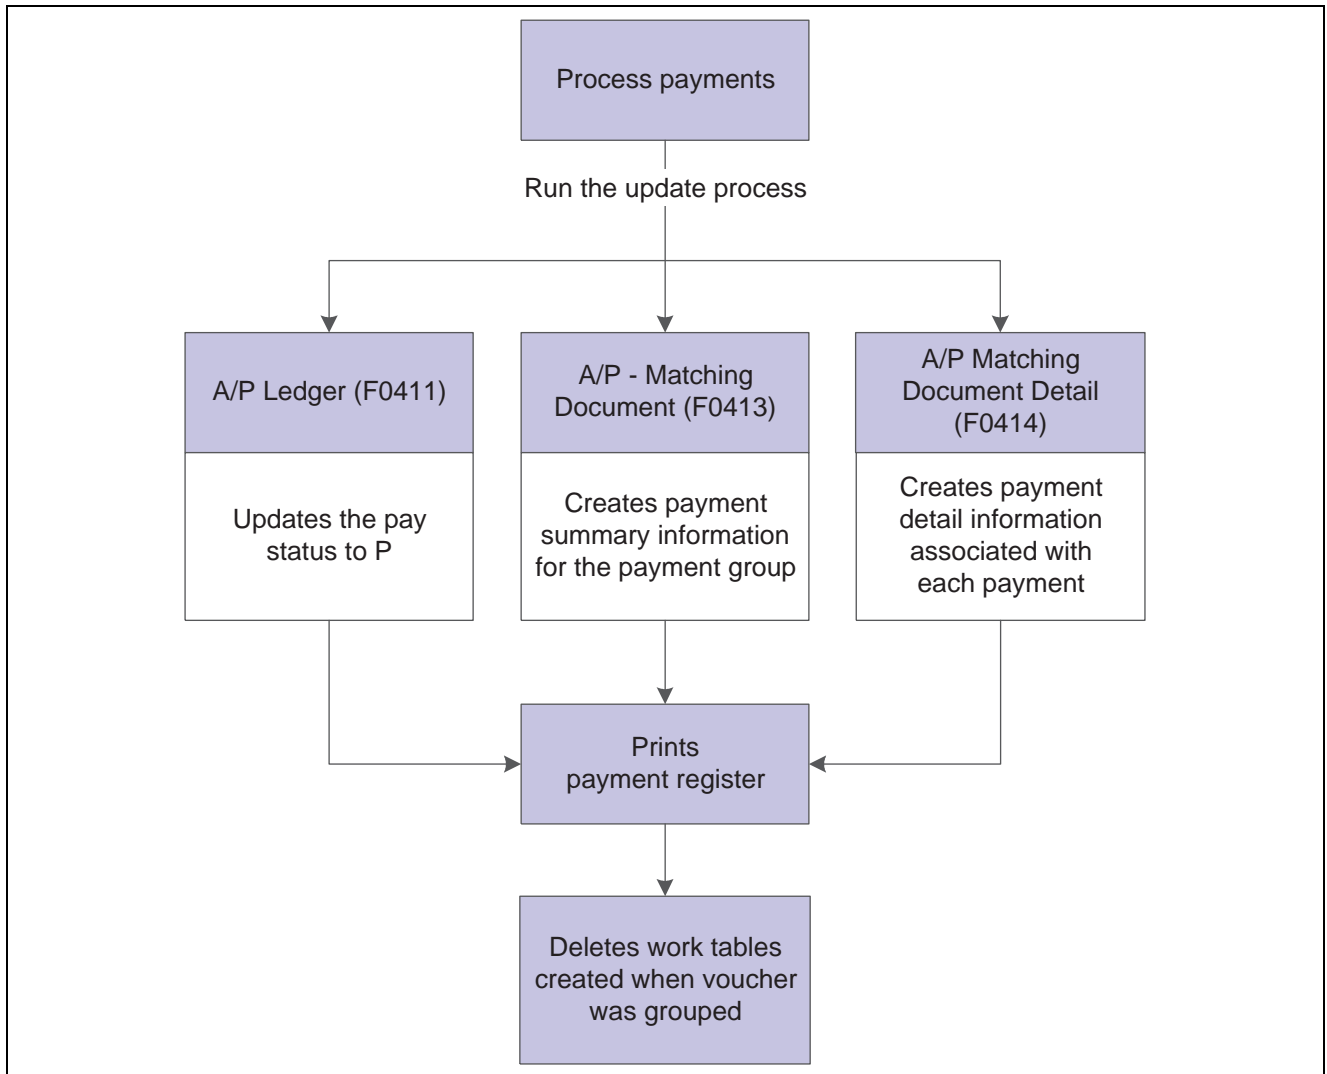 Process payments
Run the update process
A/P Ledger (F0411)
Updates the pay
status to P
A/P - Matching
Document (F0413)
Creates payment
summary information
for the payment group
A/P Matching
Document Detail
(F0414)
Creates payment
detail information
associated with
each payment
Prints
payment register
Deletes work tables
created when voucher
was grouped